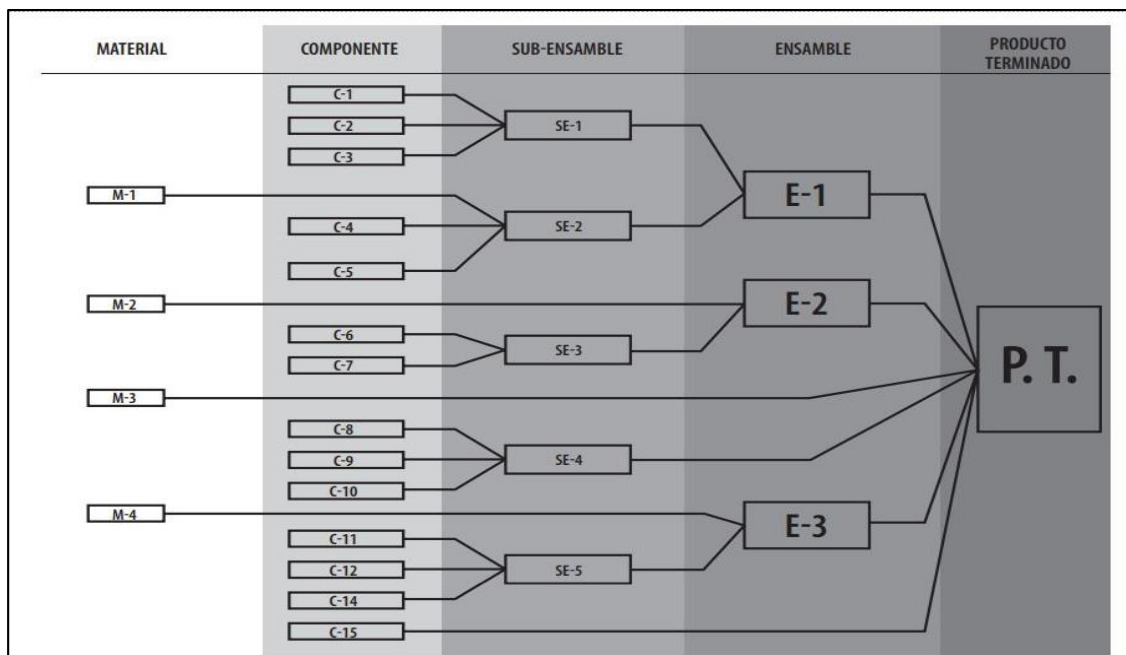 MATERIAL
COMPONENTE
SUB-ENSAMBLE
ENSAMBLE
PRODUCTO
TERMINADO
C-1
C-2
SE-1
C-3
M-1
E-1
C-4
SE-2
C-5
M-2
E-2
C-6
SE-3
C-7
P. T.
M-3
C-8
C-9
SE-4
C-10
M-4
E-3
C-11
C-12
SE-5
C-14
C-15